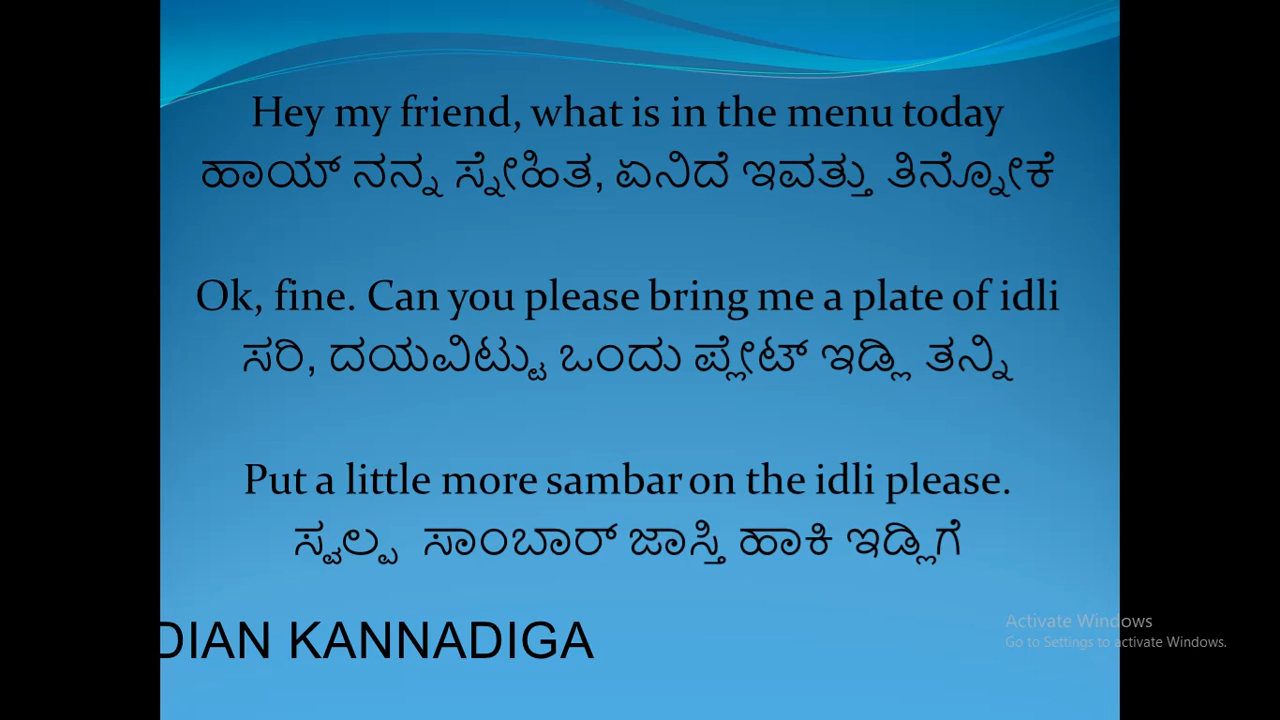 Hey my friend, what is in the menu today
ಹಾಯ್ ನನ್ನ ಸ್ನೇಹಿತ, ಏನಿದೆ ಇವತ್ತು ತಿನ್ನೋಕೆ
Ok, fine. Can you please bring me a plate of idli
ಸರಿ, ದಯವಿಟ್ಟು ಒಂದು ಪ್ಲೇಟ್ ಇಡ್ಲಿ ತನ್ನಿ
Put a little more sambar on the idli please.
ಸ್ವಲ್ಪ ಸಾಂಬಾರ್ ಜಾಸ್ತಿ ಹಾಕಿ ಇಡ್ಲಿಗೆ
DIAN KANNADIGA
Activate Windows
Go to Settings to activate Windows.